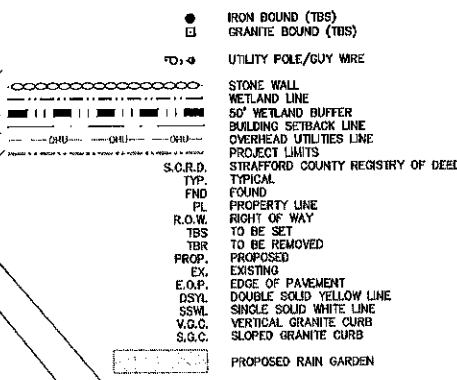 IRON BOUND (TBS)
GRANITE BOUND (TBS)
UTILITY POLE/GUY WIRE
STONE WALL
WETLAND LINE
50' WETLAND BUFFER
BUILDING SETBACK LINE
OHU OHU OHU OVERHEAD UTILITIES LINE
PROJECT LIMITS
S.C.R.D. STRAFFORD COUNTY REGISTRY OF DEED
TYP. TYPICAL
FND FOUND
PL PROPERTY LINE
R.O.W. RIGHT OF WAY
TBS TO BE SET
TBR TO BE REMOVED
PROP. PROPOSED
EX. EXISTING
E.O.P. EDGE OF PAVEMENT
DSYL DOUBLE SOLID YELLOW LINE
SSWL SINGLE SOLID WHITE LINE
V.G.C. VERTICAL GRANITE CURB
S.G.C. SLOPED GRANITE CURB
PROPOSED RAIN GARDEN